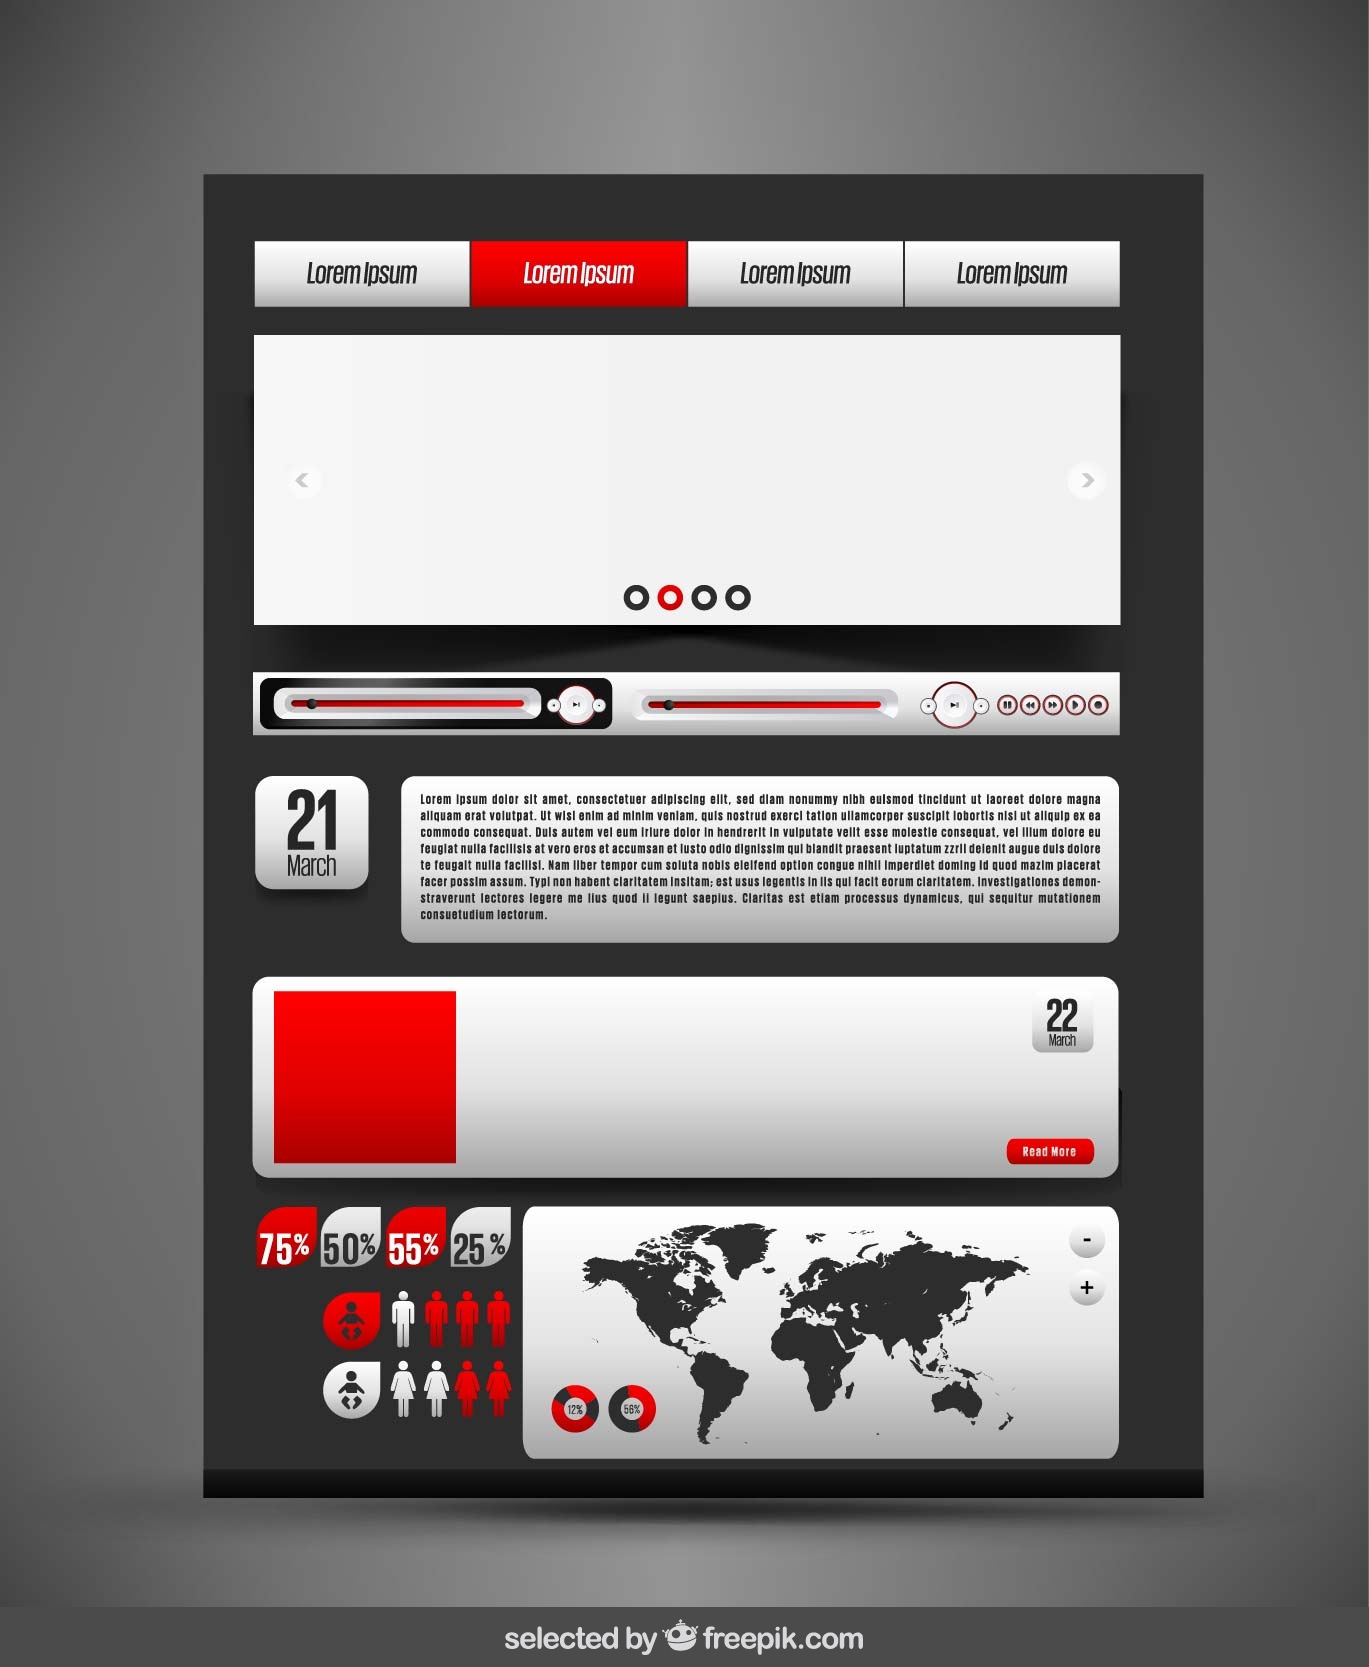 Lorem Ipsum Lorem Ipsum Lorem Ipsum Lorem Ipsum
21
March
Lorem ipsum dolor sit amet, consectetuer adipiscing elit, sed diam nonummy nibh euismod tincidunt ut laoreet dolore magna
aliquam erat volutpat. Ut wisi enim ad minim veniam, quis nostrud exerci tation ullamcorper suscipit lobortis nisl ut aliquip ex ea
commodo consequat. Duis autem vel eum iriure dolor in hendrerit in vulputate velit esse molestie consequat, vel illum dolore eu
feugiat nulla facilisis at vero eros et accumsan et iusto odio dignissim qui blandit praesent luptatum zzril delenit augue duis dolore
te feugait nulla facilisi. Nam liber tempor cum soluta nobis eleifend option congue nihil imperdiet doming id quod mazim placerat
facer possim assum. Typi non habent claritatem insitam; est usus legentis in iis qui facit eorum claritatem. Investigationes demon-
straverunt lectores legere me lius quod ii legunt saepius. Claritas est etiam processus dynamicus, qui sequitur mutationem
consuetudium lectorum.
22
March
Read More
75% 50% 55% 25%
-
+
12% 56%
selected by freepik.com